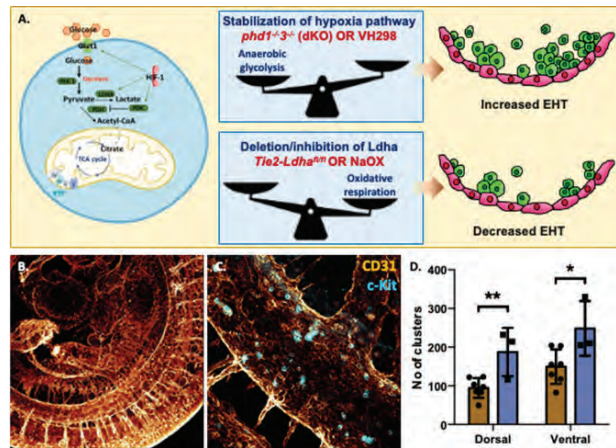 A.
Glucose
Glut1
Glucose
HIF-1
Pyruvate
Lactate
Acetyl-CoA
Citrate
TCA cycle
Stabilization of hypoxia pathway
phd1⁻/⁻3⁻/⁻ (dKO) OR VH298
Anaerobic
glycolysis
Increased EHT
Deletion/inhibition of Ldha
Tie2-Ldhaᶠˡ/ᶠˡ OR NaOX
Oxidative
respiration
Decreased EHT
B.
C.
CD31
c-Kit
D.
No of clusters
400
300
200
100
0
**
*
Dorsal
Ventral